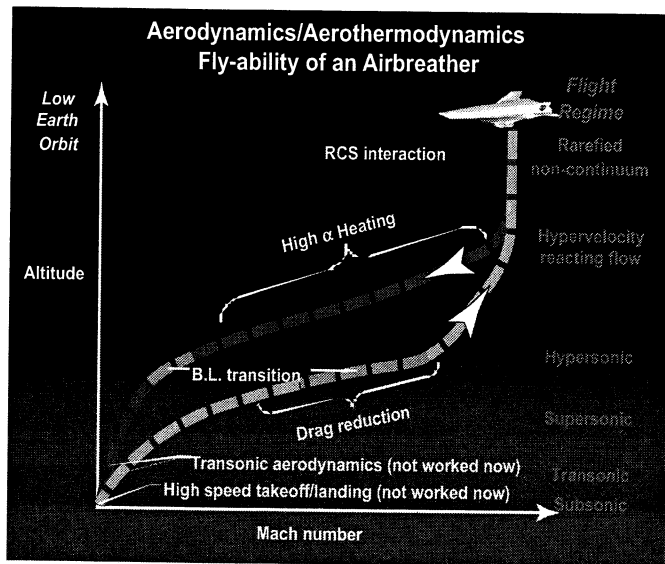 Aerodynamics/Aerothermodynamics
Fly-ability of an Airbreather
Low
Earth
Orbit
Flight
Regime
RCS interaction
Rarefied
non-continuum
High α Heating
Hypervelocity
reacting flow
Altitude
Hypersonic
B.L. transition
Drag reduction
Supersonic
Transonic aerodynamics (not worked now)
Transonic
High speed takeoff/landing (not worked now)
Subsonic
Mach number